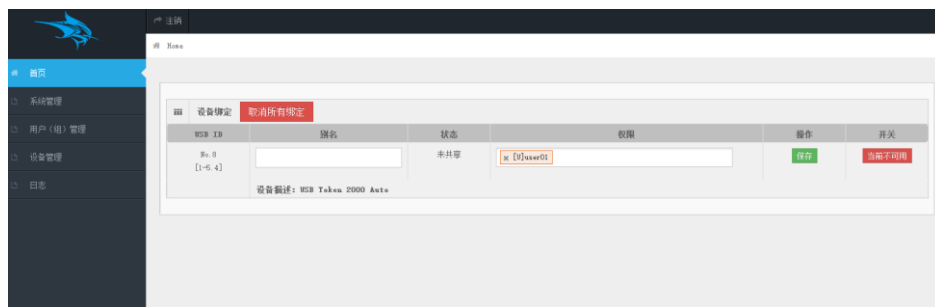 注销
Home
首页
系统管理
用户（组）管理
设备管理
日志
设备绑定 取消所有绑定
USB ID 别名 状态 权限 操作 开关
No.0 未共享 x [U]user01 保存 当前不可用
[1-5.4]
设备描述: USB Token 2000 Auto